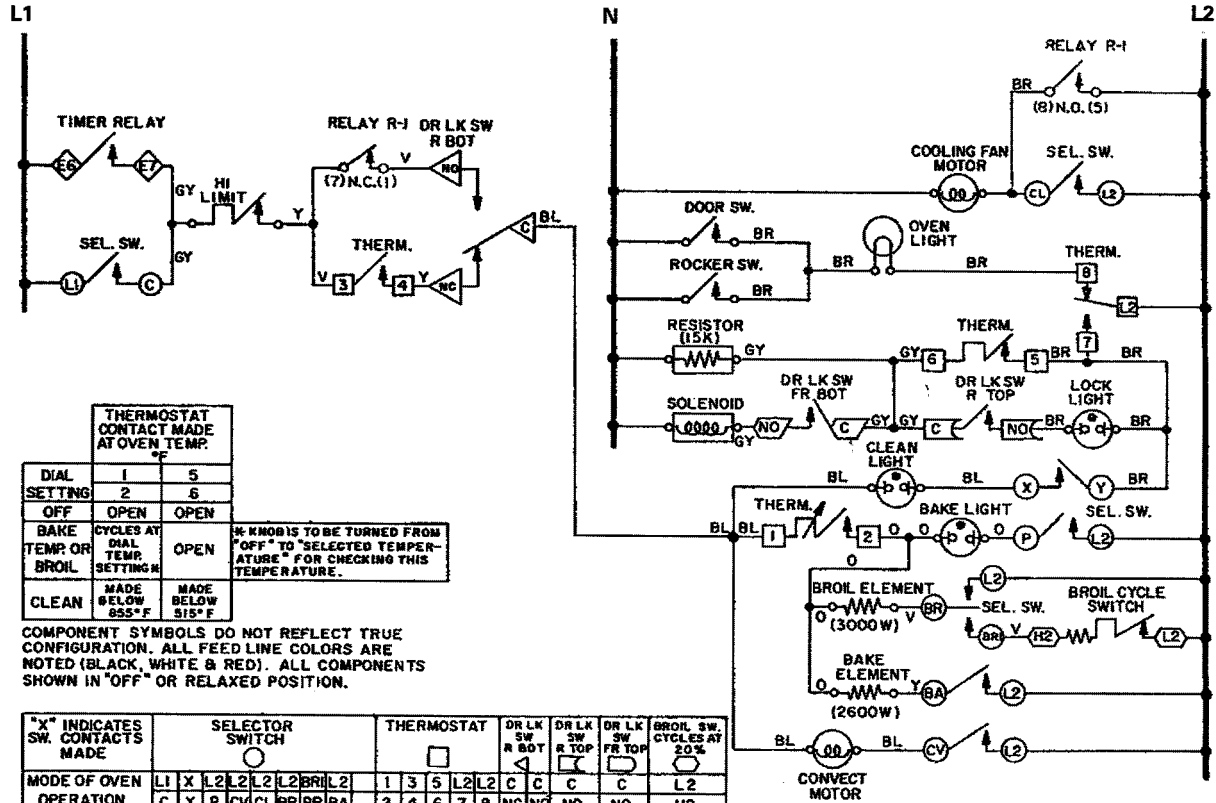 L1
N
L2
RELAY R-1
BR
(8) N.O. (5)
TIMER RELAY
E6
E7
GY
HI LIMIT
Y
GY
SEL. SW.
L1
C
RELAY R-1
(7) N.C. (1)
V
DR LK SW
R BOT
NO
C
BL
THERM.
V
3
4
Y
NC
COOLING FAN
MOTOR
SEL. SW.
CL
L2
DOOR SW.
BR
OVEN
LIGHT
ROCKER SW.
BR
BR
BR
THERM.
8
L2
7
RESISTOR
(15K)
GY
GY
6
THERM.
5
BR
BR
SOLENOID
GY
NO
DR LK SW
FR BOT
C
GY
GY
C
DR LK SW
R TOP
NO
BR
LOCK
LIGHT
BR
CLEAN
LIGHT
BL
BL
X
Y
BR
THERM.
BL
BL
1
2
O
O
BAKE LIGHT
O
P
SEL. SW.
L2
O
BROIL ELEMENT
O
(3000W)
V
BR
L2
SEL. SW.
BRI
V
H2
BROIL CYCLE
SWITCH
L2
BAKE
ELEMENT
O
(2600W)
Y
BA
L2
BL
BL
CV
L2
CONVECT
MOTOR
THERMOSTAT
CONTACT MADE
AT OVEN TEMP.
°F
DIAL 1 5
SETTING 2 6
OFF OPEN OPEN
BAKE TEMP. OR BROIL
CYCLES AT DIAL TEMP. SETTING*
OPEN
* KNOB IS TO BE TURNED FROM
"OFF" TO "SELECTED TEMPER-
ATURE" FOR CHECKING THIS
TEMPERATURE.
CLEAN
MADE BELOW 855° F
MADE BELOW 515° F
COMPONENT SYMBOLS DO NOT REFLECT TRUE
CONFIGURATION. ALL FEED LINE COLORS ARE
NOTED (BLACK, WHITE & RED). ALL COMPONENTS
SHOWN IN "OFF" OR RELAXED POSITION.
"X" INDICATES
SW. CONTACTS
MADE
SELECTOR
SWITCH
THERMOSTAT
DR LK SW R BOT
DR LK SW R TOP
DR LK SW FR TOP
BROIL SW. CYCLES AT 20%
MODE OF OVEN L1 X L2 L2 L2 L2 BRI L2 1 3 5 L2 L2 C C C C L2
OPERATION C Y P CV CL BR BR BA 2 4 6 7 8 NC NO NO NO H2